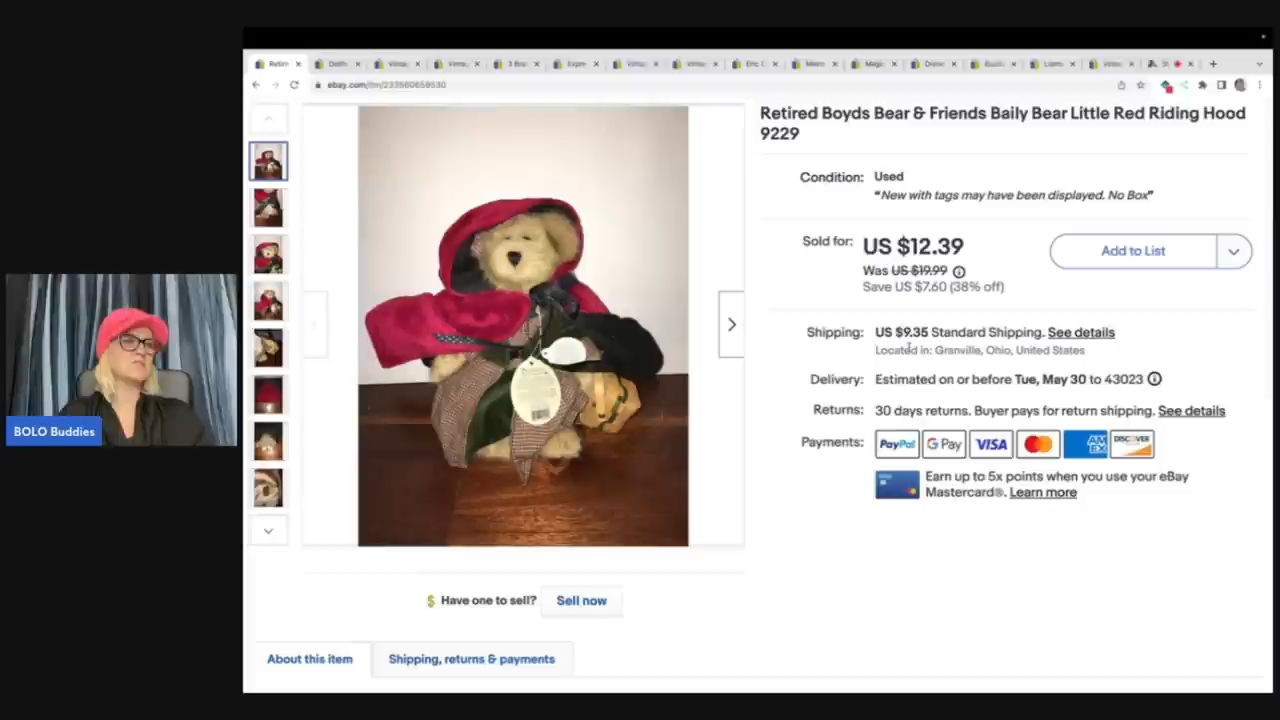 ebay.com/itm/233560659530
Retired Boyds Bear & Friends Baily Bear Little Red Riding Hood
9229
Condition: Used
“New with tags may have been displayed. No Box”
Sold for: US $12.39
Add to List
Was US $19.99
Save US $7.60 (38% off)
Shipping: US $9.35 Standard Shipping. See details
Located in: Granville, Ohio, United States
Delivery: Estimated on or before Tue, May 30 to 43023
Returns: 30 days returns. Buyer pays for return shipping. See details
Payments: PayPal G Pay VISA AM EX DISCOVER
Earn up to 5x points when you use your eBay
Mastercard®. Learn more
BOLO Buddies
$ Have one to sell? Sell now
About this item Shipping, returns & payments